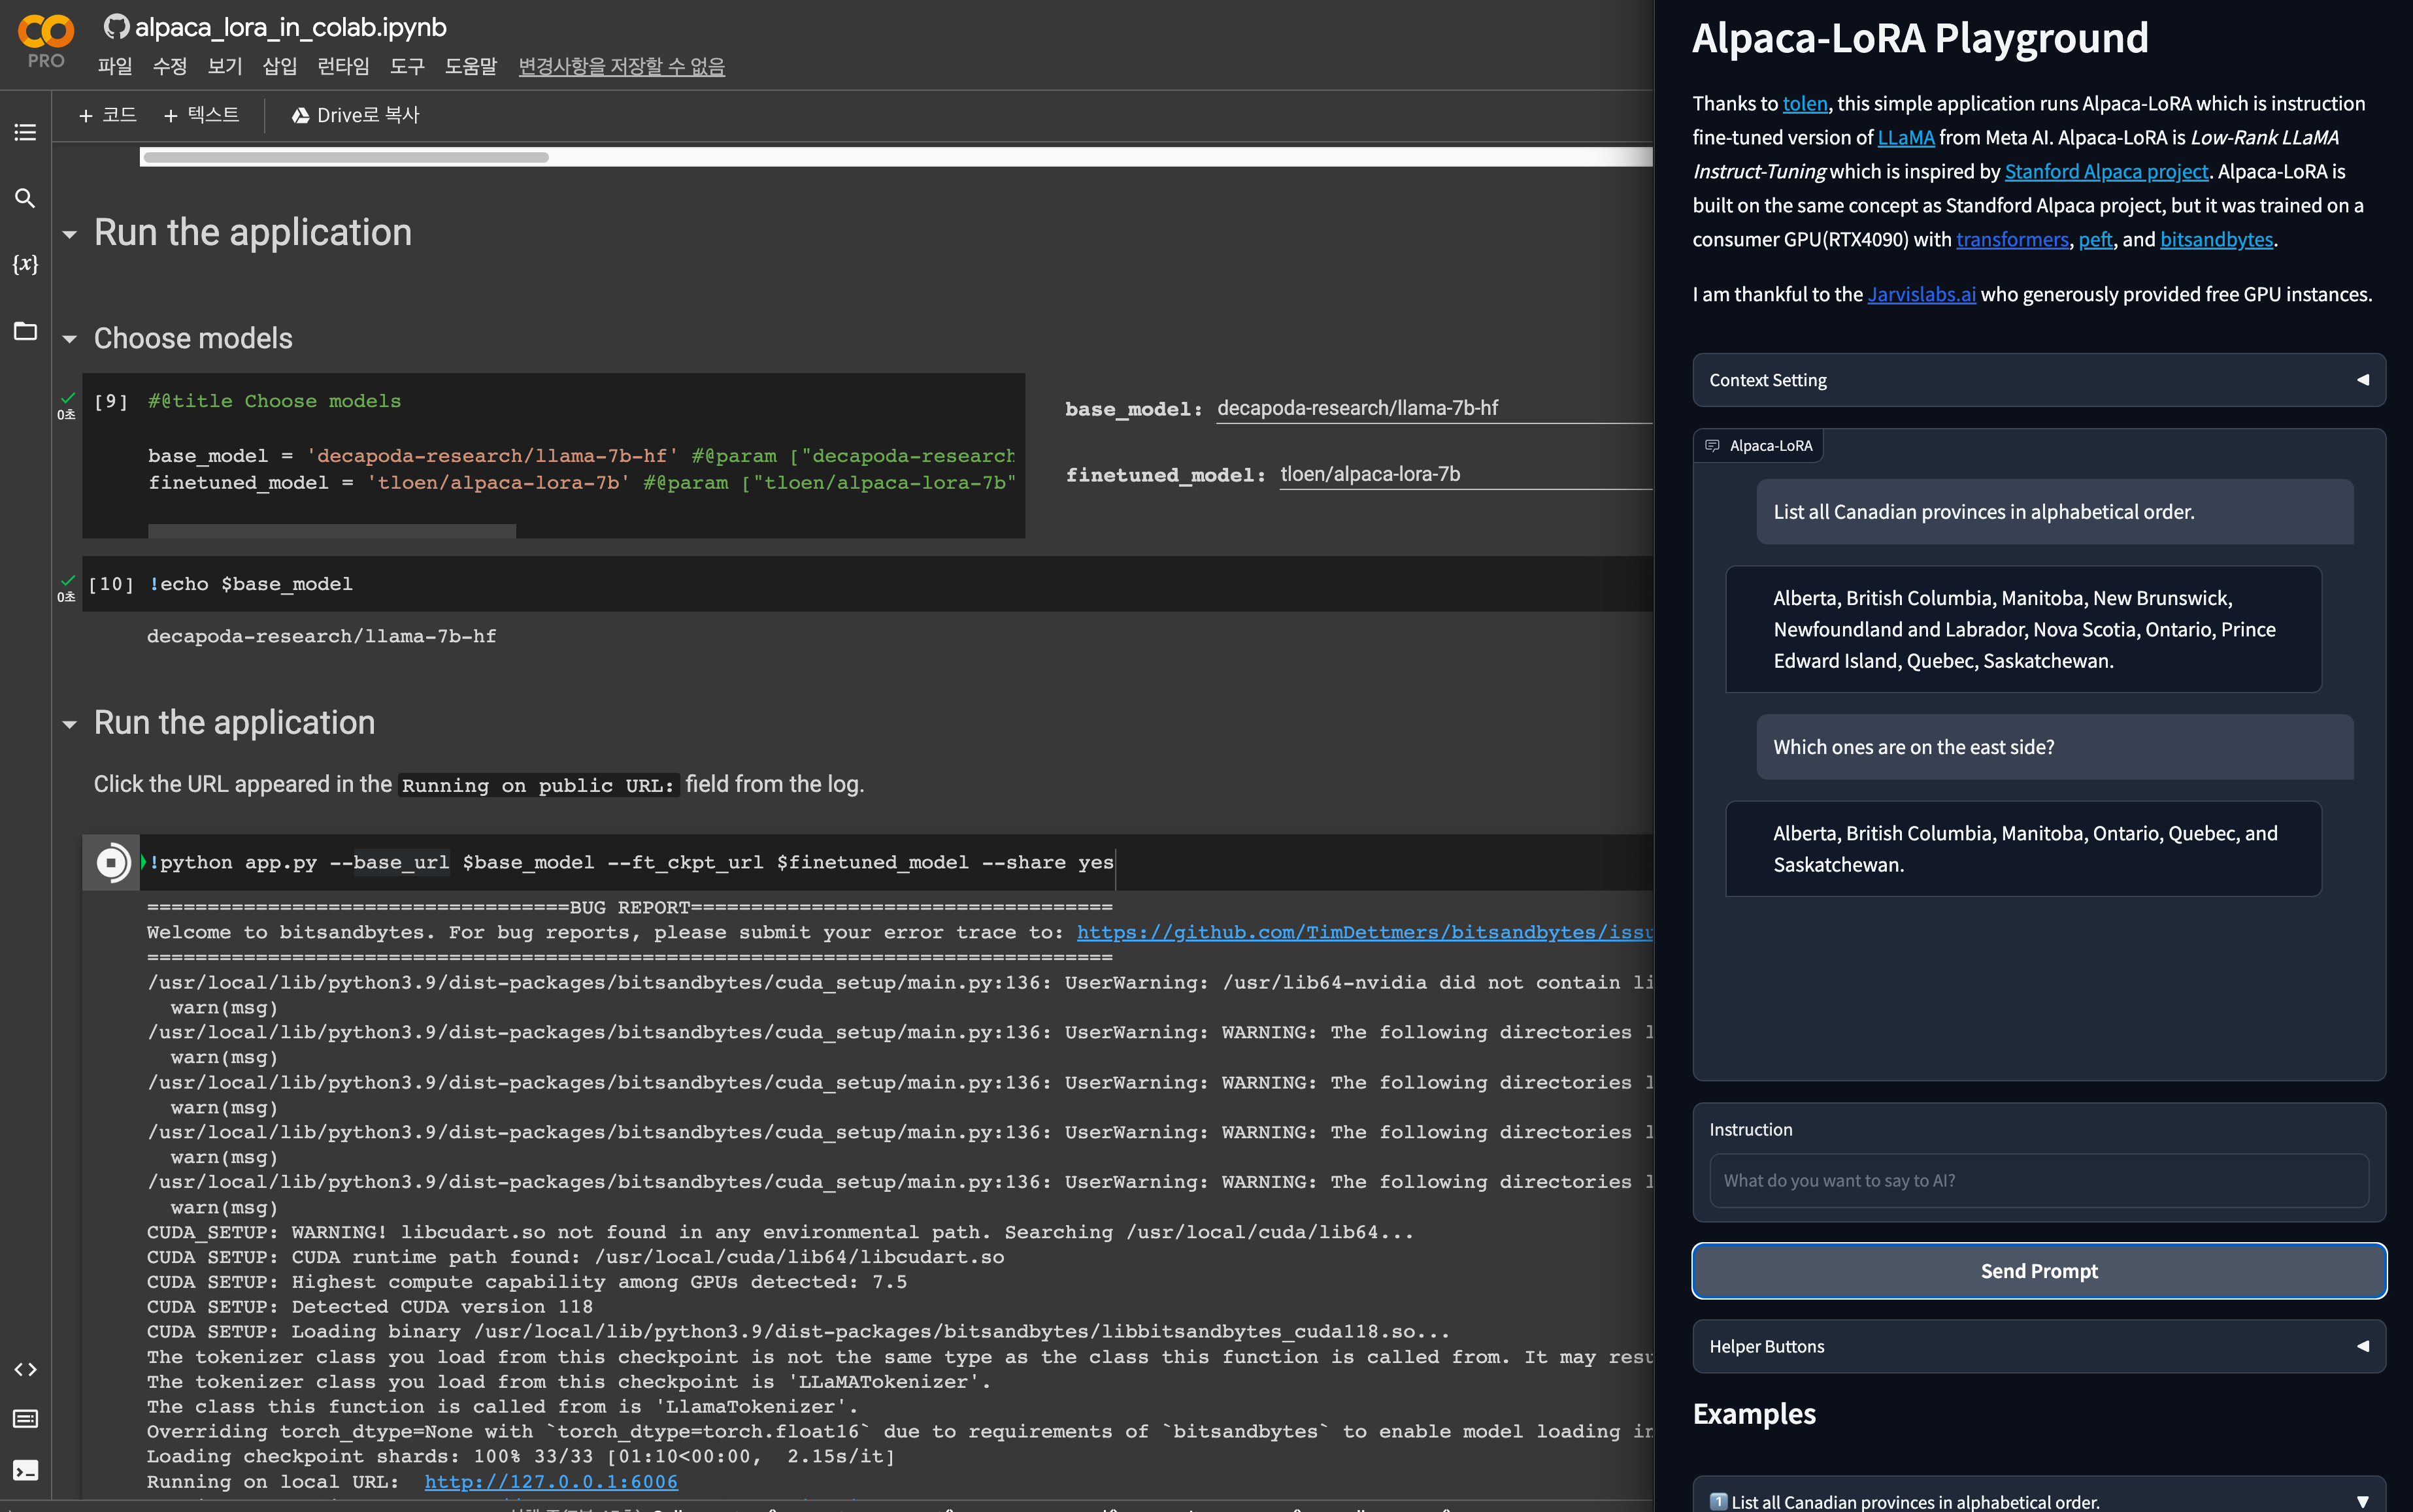 PRO
alpaca_lora_in_colab.ipynb
파일 수정 보기 삽입 런타임 도구 도움말 변경사항을 저장할 수 없음
+ 코드 + 텍스트 Drive로 복사
{x}
Run the application
Choose models
0초
[9] #@title Choose models
base_model = 'decapoda-research/llama-7b-hf' #@param ["decapoda-research
finetuned_model = 'tloen/alpaca-lora-7b' #@param ["tloen/alpaca-lora-7b"
base_model: decapoda-research/llama-7b-hf
finetuned_model: tloen/alpaca-lora-7b
0초
[10] !echo $base_model
decapoda-research/llama-7b-hf
Run the application
Click the URL appeared in the Running on public URL: field from the log.
!python app.py --base_url $base_model --ft_ckpt_url $finetuned_model --share yes
===================================BUG REPORT===================================
Welcome to bitsandbytes. For bug reports, please submit your error trace to: https://github.com/TimDettmers/bitsandbytes/issu
================================================================================
/usr/local/lib/python3.9/dist-packages/bitsandbytes/cuda_setup/main.py:136: UserWarning: /usr/lib64-nvidia did not contain li
warn(msg)
/usr/local/lib/python3.9/dist-packages/bitsandbytes/cuda_setup/main.py:136: UserWarning: WARNING: The following directories l
warn(msg)
/usr/local/lib/python3.9/dist-packages/bitsandbytes/cuda_setup/main.py:136: UserWarning: WARNING: The following directories l
warn(msg)
/usr/local/lib/python3.9/dist-packages/bitsandbytes/cuda_setup/main.py:136: UserWarning: WARNING: The following directories l
warn(msg)
/usr/local/lib/python3.9/dist-packages/bitsandbytes/cuda_setup/main.py:136: UserWarning: WARNING: The following directories l
warn(msg)
CUDA_SETUP: WARNING! libcudart.so not found in any environmental path. Searching /usr/local/cuda/lib64...
CUDA SETUP: CUDA runtime path found: /usr/local/cuda/lib64/libcudart.so
CUDA SETUP: Highest compute capability among GPUs detected: 7.5
CUDA SETUP: Detected CUDA version 118
CUDA SETUP: Loading binary /usr/local/lib/python3.9/dist-packages/bitsandbytes/libbitsandbytes_cuda118.so...
The tokenizer class you load from this checkpoint is not the same type as the class this function is called from. It may resu
The tokenizer class you load from this checkpoint is 'LLaMATokenizer'.
The class this function is called from is 'LlamaTokenizer'.
Overriding torch_dtype=None with `torch_dtype=torch.float16` due to requirements of `bitsandbytes` to enable model loading in
Loading checkpoint shards: 100% 33/33 [01:10<00:00, 2.15s/it]
Running on local URL: http://127.0.0.1:6006
Alpaca-LoRA Playground
Thanks to tolen, this simple application runs Alpaca-LoRA which is instruction
fine-tuned version of LLaMA from Meta AI. Alpaca-LoRA is Low-Rank LLaMA
Instruct-Tuning which is inspired by Stanford Alpaca project. Alpaca-LoRA is
built on the same concept as Standford Alpaca project, but it was trained on a
consumer GPU(RTX4090) with transformers, peft, and bitsandbytes.
I am thankful to the Jarvislabs.ai who generously provided free GPU instances.
Context Setting
Alpaca-LoRA
List all Canadian provinces in alphabetical order.
Alberta, British Columbia, Manitoba, New Brunswick,
Newfoundland and Labrador, Nova Scotia, Ontario, Prince
Edward Island, Quebec, Saskatchewan.
Which ones are on the east side?
Alberta, British Columbia, Manitoba, Ontario, Quebec, and
Saskatchewan.
Instruction
What do you want to say to AI?
Send Prompt
Helper Buttons
Examples
1 List all Canadian provinces in alphabetical order.